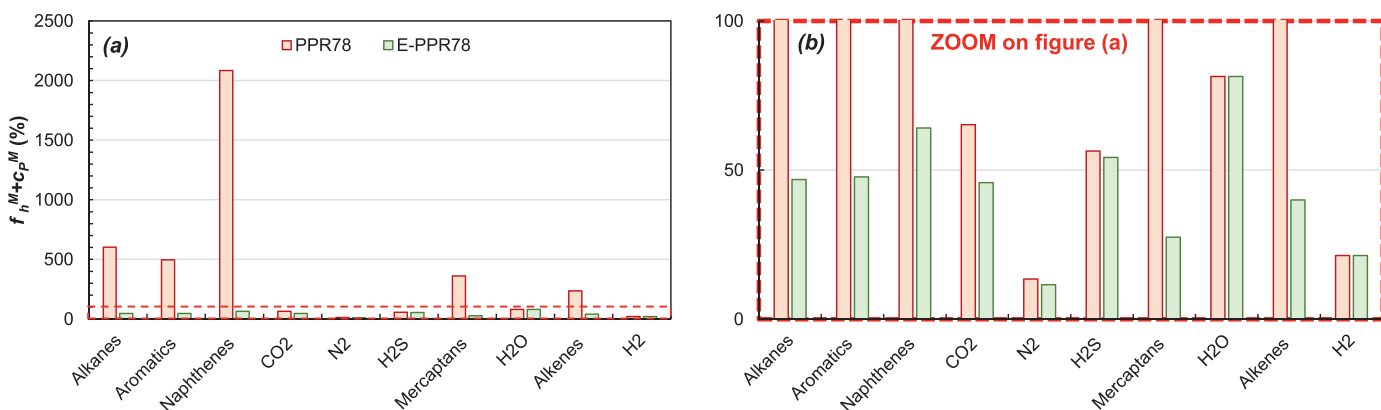 2500
2000
1500
1000
500
0
f h^M+c_P^M (%)
(a)
PPR78
E-PPR78
Alkanes
Aromatics
Naphthenes
CO2
N2
H2S
Mercaptans
H2O
Alkenes
H2
100
50
0
(b)
ZOOM on figure (a)
Alkanes
Aromatics
Naphthenes
CO2
N2
H2S
Mercaptans
H2O
Alkenes
H2